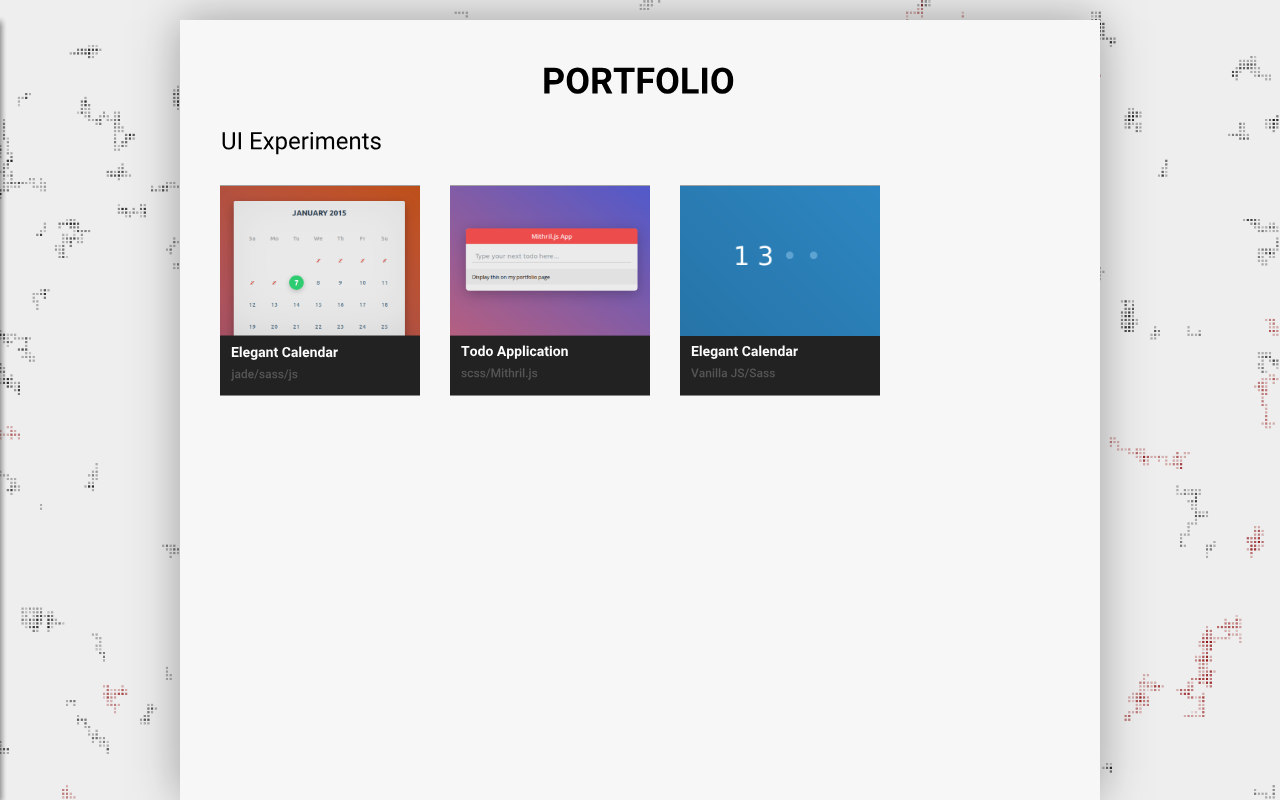 PORTFOLIO
UI Experiments
JANUARY 2015
Sa Mo Tu We Th Fr Su
7 8 9 10 11
12 13 14 15 16 17 18
19 20 21 22 23 24 25
Elegant Calendar
jade/sass/js
Mithril.js App
Type your next todo here...
Display this on my portfolio page
Todo Application
scss/Mithril.js
1 3
Elegant Calendar
Vanilla JS/Sass